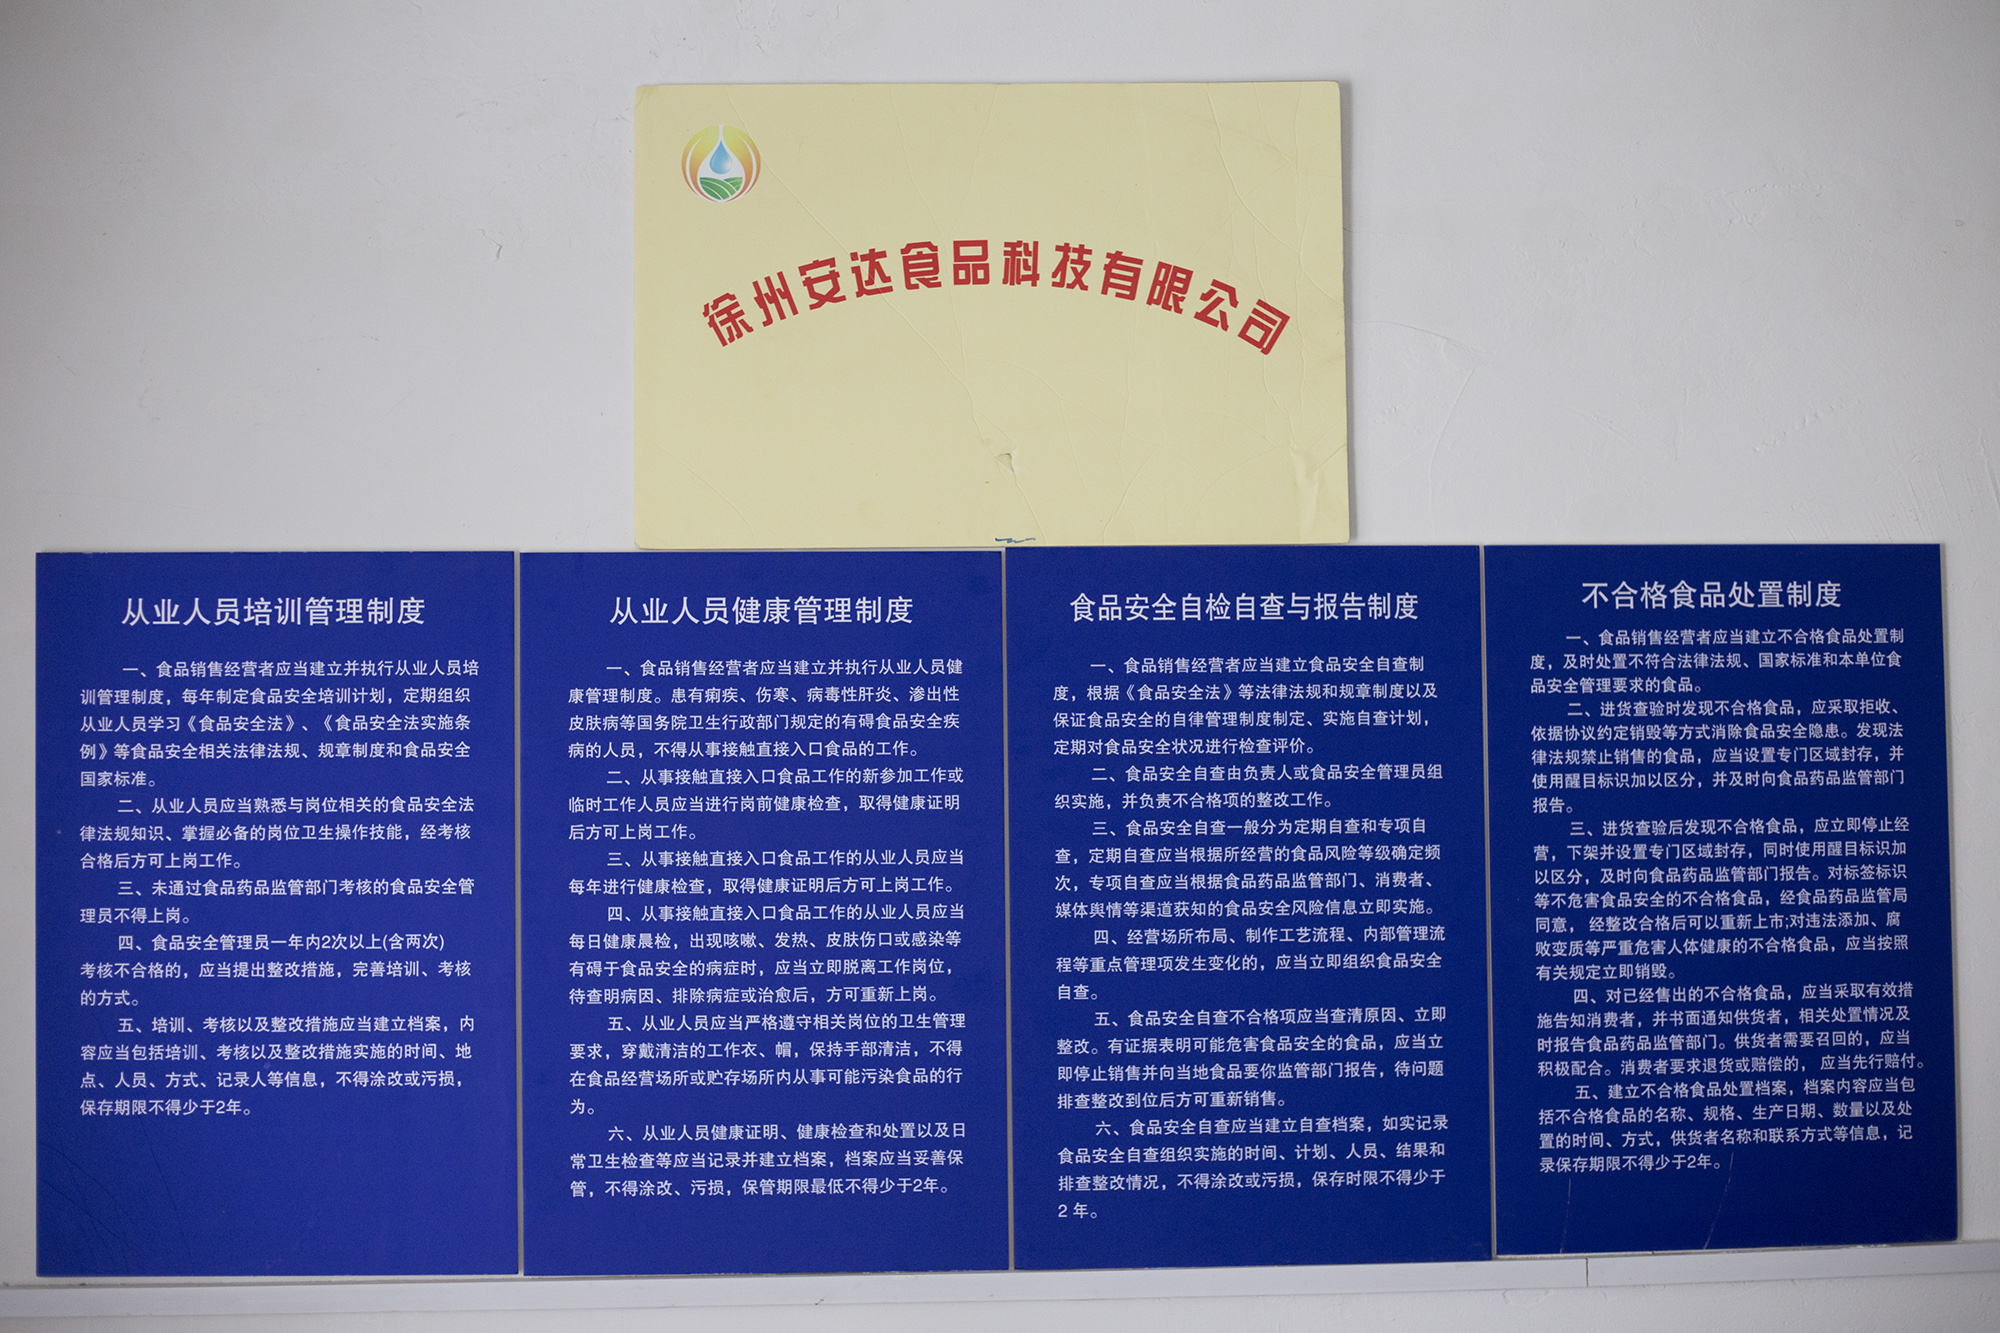 徐州安达食品科技有限公司
从业人员培训管理制度
一、食品销售经营者应当建立并执行从业人员培
训管理制度，每年制定食品安全培训计划，定期组织
从业人员学习《食品安全法》、《食品安全法实施条
例》等食品安全相关法律法规、规章制度和食品安全
国家标准。
二、从业人员应当熟悉与岗位相关的食品安全法
律法规知识、掌握必备的岗位卫生操作技能，经考核
合格后方可上岗工作。
三、未通过食品药品监管部门考核的食品安全管
理员不得上岗。
四、食品安全管理员一年内2次以上(含两次)
考核不合格的，应当提出整改措施，完善培训、考核
的方式。
五、培训、考核以及整改措施应当建立档案，内
容应当包括培训、考核以及整改措施实施的时间、地
点、人员、方式、记录人等信息，不得涂改或污损，
保存期限不得少于2年。
从业人员健康管理制度
一、食品销售经营者应当建立并执行从业人员健
康管理制度。患有痢疾、伤寒、病毒性肝炎、渗出性
皮肤病等国务院卫生行政部门规定的有碍食品安全疾
病的人员，不得从事接触直接入口食品的工作。
二、从事接触直接入口食品工作的新参加工作或
临时工作人员应当进行岗前健康检查，取得健康证明
后方可上岗工作。
三、从事接触直接入口食品工作的从业人员应当
每年进行健康检查，取得健康证明后方可上岗工作。
四、从事接触直接入口食品工作的从业人员应当
每日健康晨检，出现咳嗽、发热、皮肤伤口或感染等
有碍于食品安全的病症时，应当立即脱离工作岗位，
待查明病因、排除病症或治愈后，方可重新上岗。
五、从业人员应当严格遵守相关岗位的卫生管理
要求，穿戴清洁的工作衣、帽，保持手部清洁，不得
在食品经营场所或贮存场所内从事可能污染食品的行
为。
六、从业人员健康证明、健康检查和处置以及日
常卫生检查等应当记录并建立档案，档案应当妥善保
管，不得涂改、污损，保管期限最低不得少于2年。
食品安全自检自查与报告制度
一、食品销售经营者应当建立食品安全自查制
度，根据《食品安全法》等法律法规和规章制度以及
保证食品安全的自律管理制度制定、实施自查计划，
定期对食品安全状况进行检查评价。
二、食品安全自查由负责人或食品安全管理员组
织实施，并负责不合格项的整改工作。
三、食品安全自查一般分为定期自查和专项自
查，定期自查应当根据所经营的食品风险等级确定频
次，专项自查应当根据食品药品监管部门、消费者、
媒体舆情等渠道获知的食品安全风险信息立即实施。
四、经营场所布局、制作工艺流程、内部管理流
程等重点管理项发生变化的，应当立即组织食品安全
自查。
五、食品安全自查不合格项应当查清原因、立即
整改。有证据表明可能危害食品安全的食品，应当立
即停止销售并向当地食品要你监管部门报告，待问题
排查整改到位后方可重新销售。
六、食品安全自查应当建立自查档案，如实记录
食品安全自查组织实施的时间、计划、人员、结果和
排查整改情况，不得涂改或污损，保存时限不得少于
2 年。
不合格食品处置制度
一、食品销售经营者应当建立不合格食品处置制
度，及时处置不符合法律法规、国家标准和本单位食
品安全管理要求的食品。
二、进货查验时发现不合格食品，应采取拒收、
依据协议约定销毁等方式消除食品安全隐患。发现法
律法规禁止销售的食品，应当设置专门区域封存，并
使用醒目标识加以区分，并及时向食品药品监管部门
报告。
三、进货查验后发现不合格食品，应立即停止经
营，下架并设置专门区域封存，同时使用醒目标识加
以区分，及时向食品药品监管部门报告。对标签标识
等不危害食品安全的不合格食品，经食品药品监管局
同意， 经整改合格后可以重新上市;对违法添加、腐
败变质等严重危害人体健康的不合格食品，应当按照
有关规定立即销毁。
四、对已经售出的不合格食品，应当采取有效措
施告知消费者，并书面通知供货者，相关处置情况及
时报告食品药品监管部门。供货者需要召回的，应当
积极配合。消费者要求退货或赔偿的， 应当先行赔付。
五、建立不合格食品处置档案，档案内容应当包
括不合格食品的名称、规格、生产日期、数量以及处
置的时间、方式，供货者名称和联系方式等信息，记
录保存期限不得少于2年。